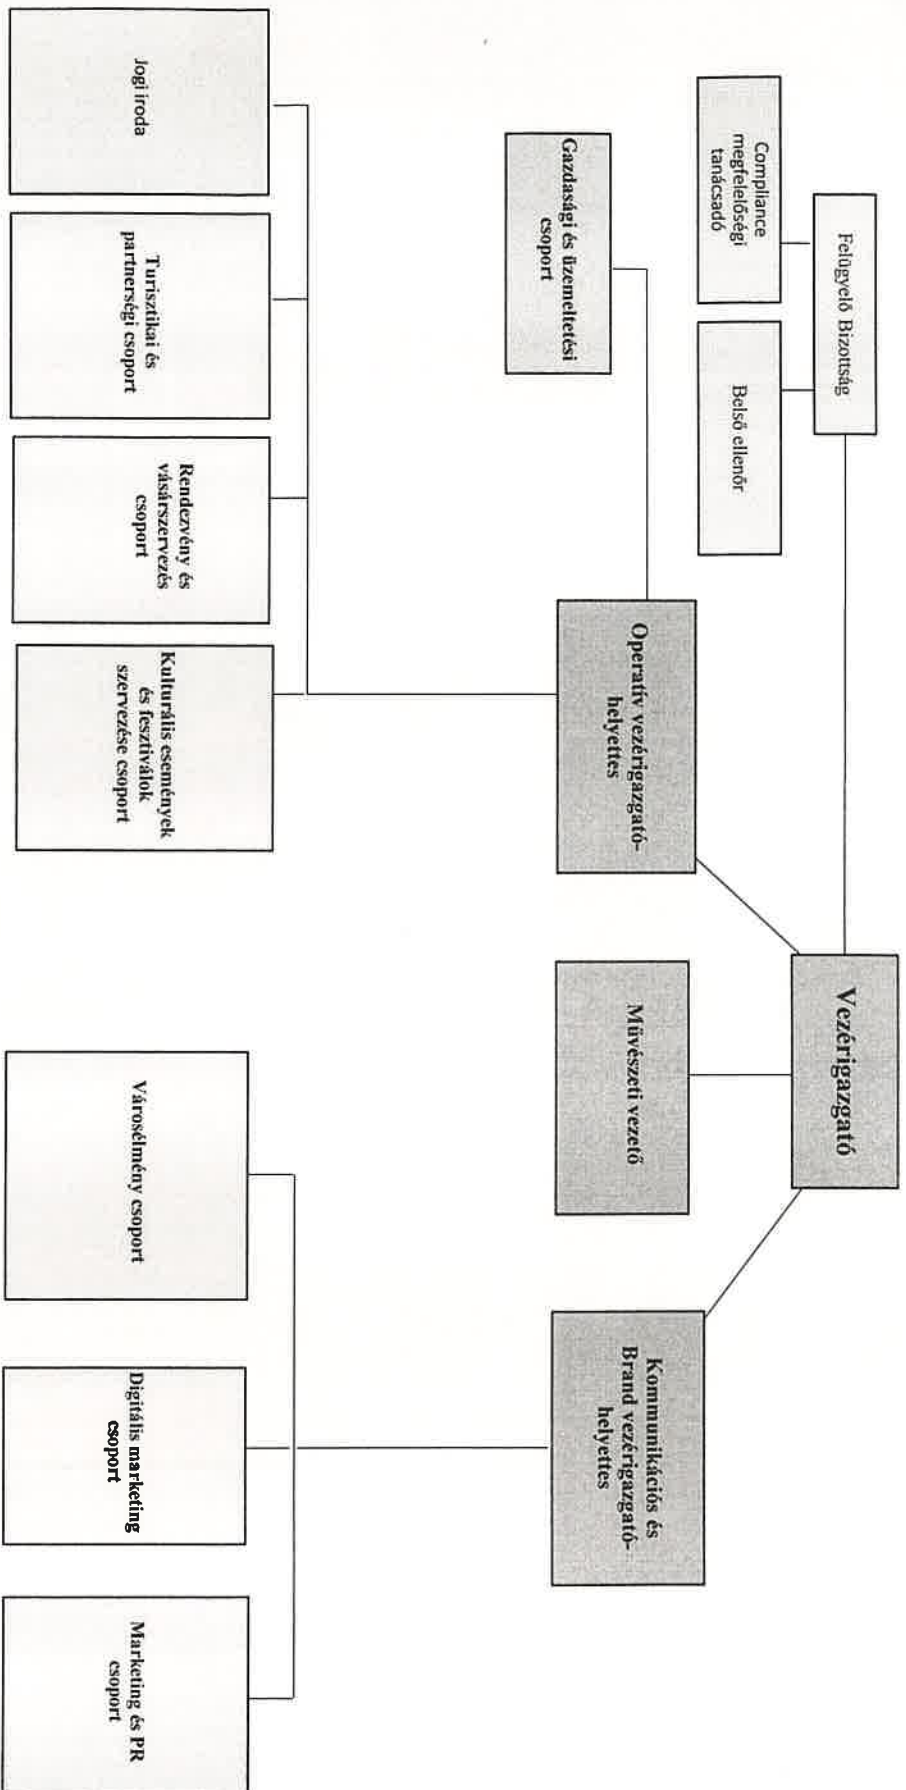 Vezérigazgató
Felügyelő Bizottság
Compliance
megfelelőségi
tanácsadó
Belső ellenőr
Operatív vezérigazgató-
helyettes
Művészeti vezető
Kommunikációs és
Brand vezérigazgató-
helyettes
Gazdasági és üzemeltetési
csoport
Jogi iroda
Turisztikai és
partnerségi csoport
Rendezvény és
vásárszervezés
csoport
Kulturális események
és fesztiválok
szervezése csoport
Városélmény csoport
Digitális marketing
csoport
Marketing és PR
csoport